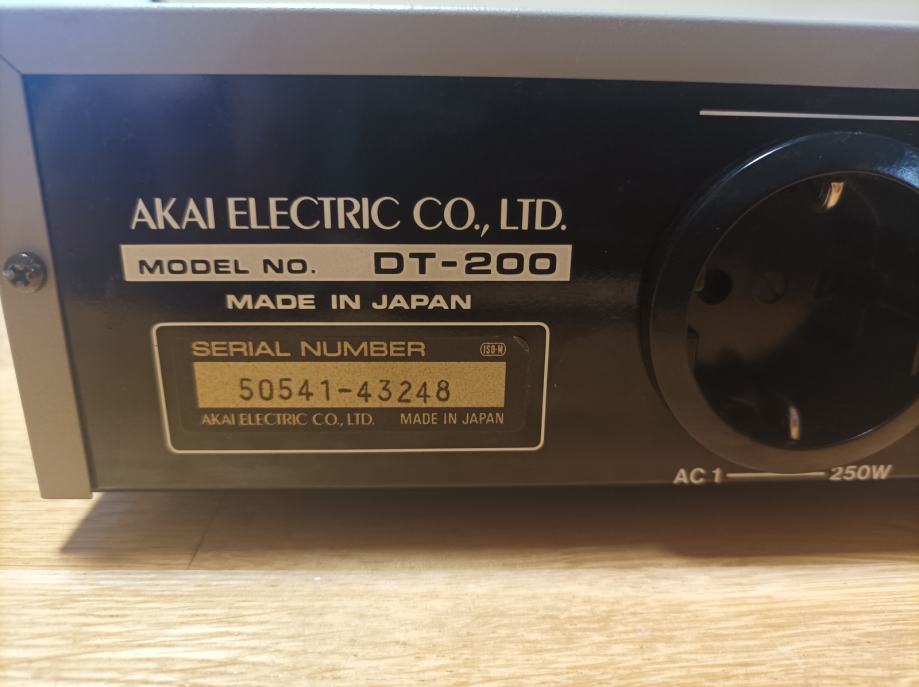 AKAI ELECTRIC CO., LTD.
MODEL NO. DT-200
MADE IN JAPAN
SERIAL NUMBER ISO-M
50541-43248
AKAI ELECTRIC CO., LTD. MADE IN JAPAN
AC 1 250W